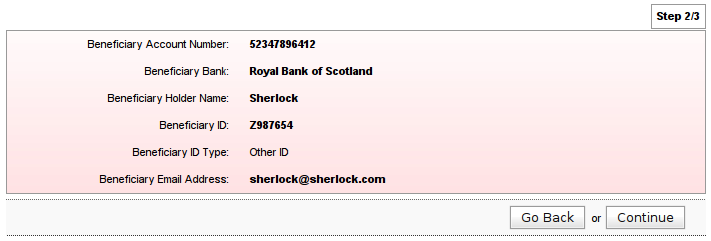 Step 2/3
Beneficiary Account Number: 52347896412
Beneficiary Bank: Royal Bank of Scotland
Beneficiary Holder Name: Sherlock
Beneficiary ID: Z987654
Beneficiary ID Type: Other ID
Beneficiary Email Address: sherlock@sherlock.com
Go Back or Continue